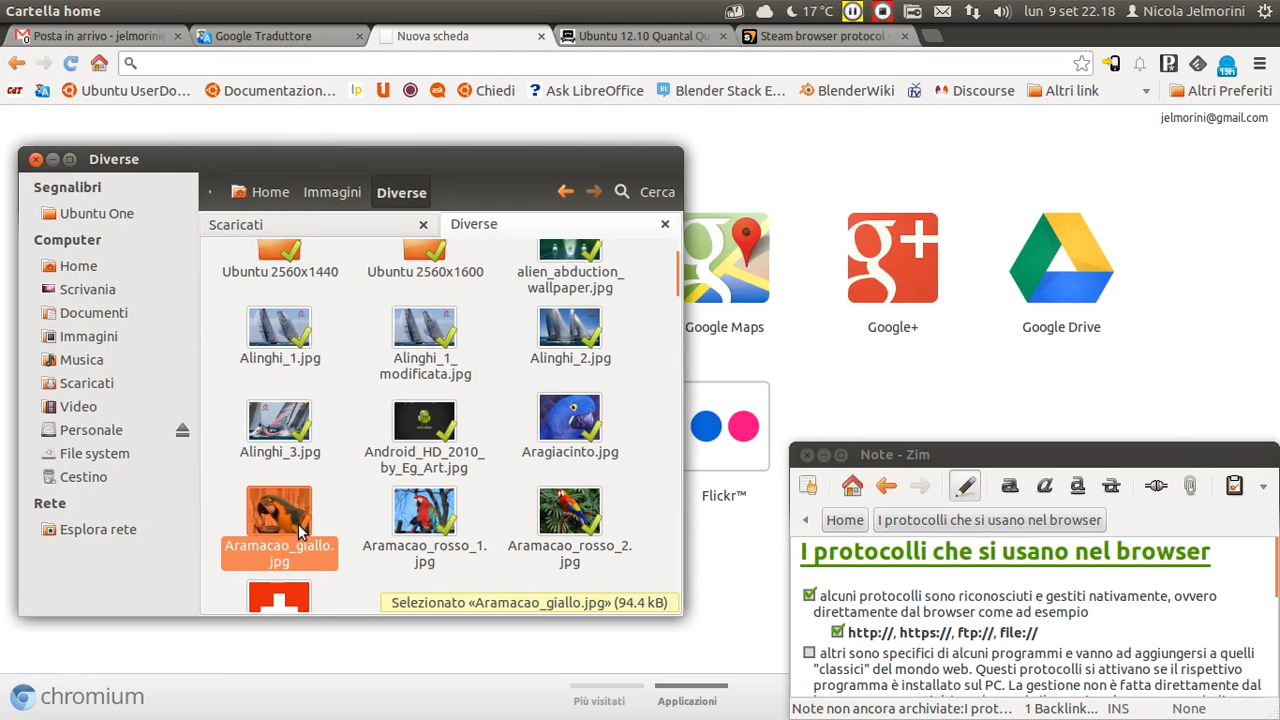 Cartella home
17 °C
lun 9 set 22.18
Nicola Jelmorini
Posta in arrivo - jelmorini
Google Traduttore
Nuova scheda
Ubuntu 12.10 Quantal Qu
Steam browser protocol -
19h
CdT
Ubuntu UserDo...
Documentazion...
lp
ask
Chiedi
Ask LibreOffice
Blender Stack E...
BlenderWiki
Discourse
Altri link
Altri Preferiti
jelmorini@gmail.com
Diverse
Segnalibri
Ubuntu One
Computer
Home
Scrivania
Documenti
Immagini
Musica
Scaricati
Video
Personale
File system
Cestino
Rete
Esplora rete
Home
Immagini
Diverse
Cerca
Scaricati
Diverse
Ubuntu 2560x1440
Ubuntu 2560x1600
alien_abduction_
wallpaper.jpg
Alinghi_1.jpg
Alinghi_1_
modificata.jpg
Alinghi_2.jpg
Alinghi_3.jpg
Android_HD_2010_
by_Eg_Art.jpg
Aragiacinto.jpg
Aramacao_giallo.
jpg
Aramacao_rosso_1.
jpg
Aramacao_rosso_2.
jpg
Selezionato «Aramacao_giallo.jpg» (94.4 kB)
Google Maps
Google+
Google Drive
Flickr™
Note - Zim
Home
I protocolli che si usano nel browser
I protocolli che si usano nel browser
alcuni protocolli sono riconosciuti e gestiti nativamente, ovvero
direttamente dal browser come ad esempio
http://, https://, ftp://, file://
altri sono specifici di alcuni programmi e vanno ad aggiungersi a quelli
"classici" del mondo web. Questi protocolli si attivano se il rispettivo
programma è installato sul PC. La gestione non è fatta direttamente dal
Note non ancora archiviate:I prot...
1 Backlink...
INS
None
chromium
Più visitati
Applicazioni